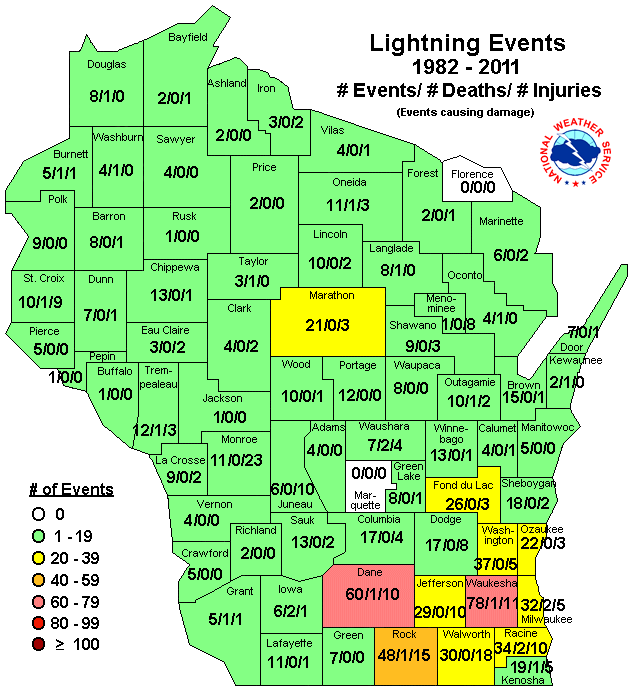 Lightning Events
1982 - 2011
# Events/ # Deaths/ # Injuries
(Events causing damage)
NATIONAL WEATHER SERVICE
Douglas
8/1/0
Bayfield
2/0/1
Ashland
2/0/0
Iron
3/0/2
Vilas
4/0/1
Florence
0/0/0
Burnett
5/1/1
Washburn
4/1/0
Sawyer
4/0/0
Price
2/0/0
Oneida
11/1/3
Forest
2/0/1
Marinette
6/0/2
Polk
9/0/0
Barron
8/0/1
Rusk
1/0/0
Lincoln
10/0/2
Langlade
8/1/0
Oconto
4/1/0
St. Croix
10/1/9
Dunn
7/0/1
Chippewa
13/0/1
Taylor
3/1/0
Marathon
21/0/3
Meno-
minee
1/0/8
Shawano
9/0/3
Door
7/0/1
Pierce
5/0/0
Pepin
1/0/0
Eau Claire
3/0/2
Clark
4/0/2
Kewaunee
2/1/0
Buffalo
1/0/0
Trem-
pealeau
12/1/3
Jackson
1/0/0
Wood
10/0/1
Portage
12/0/0
Waupaca
8/0/0
Outagamie
10/1/2
Brown
15/0/1
Monroe
11/0/23
La Crosse
9/0/2
6/0/10
Juneau
Adams
4/0/0
Waushara
7/2/4
Winne-
bago
13/0/1
Calumet
4/0/1
Manitowoc
5/0/0
0/0/0
Mar-
quette
Green
Lake
8/0/1
Fond du Lac
26/0/3
Sheboygan
18/0/2
Vernon
4/0/0
Crawford
5/0/0
Richland
2/0/0
Sauk
13/0/2
Columbia
17/0/4
Dodge
17/0/8
Wash-
ington
37/0/5
Ozaukee
22/0/3
Grant
5/1/1
Iowa
6/2/1
Dane
60/1/10
Jefferson
29/0/10
Waukesha
78/1/11
32/2/5
Milwaukee
Lafayette
11/0/1
Green
7/0/0
Rock
48/1/15
Walworth
30/0/18
Racine
34/2/10
19/1/5
Kenosha
# of Events
0
1 - 19
20 - 39
40 - 59
60 - 79
80 - 99
≥ 100